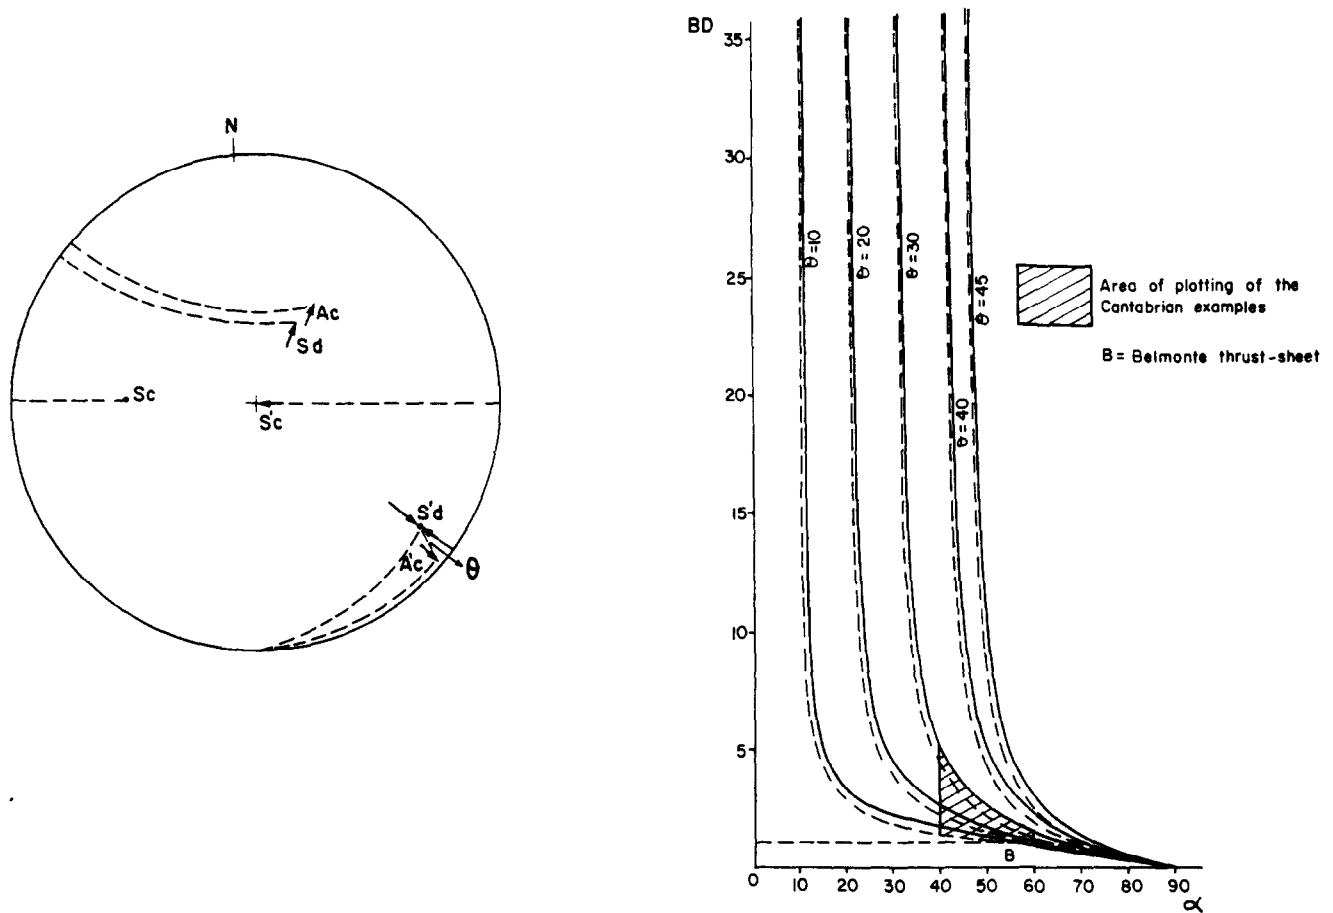 N
Ac
Sd
Sc
S'c
S'd
A'c
θ
BD
35
30
25
20
15
10
5
θ=10
θ=20
θ=30
θ=40
θ=45
Area of plotting of the
Cantabrian examples
B= Belmonte thrust-sheet
B
0 10 20 30 40 50 60 70 80 90
α